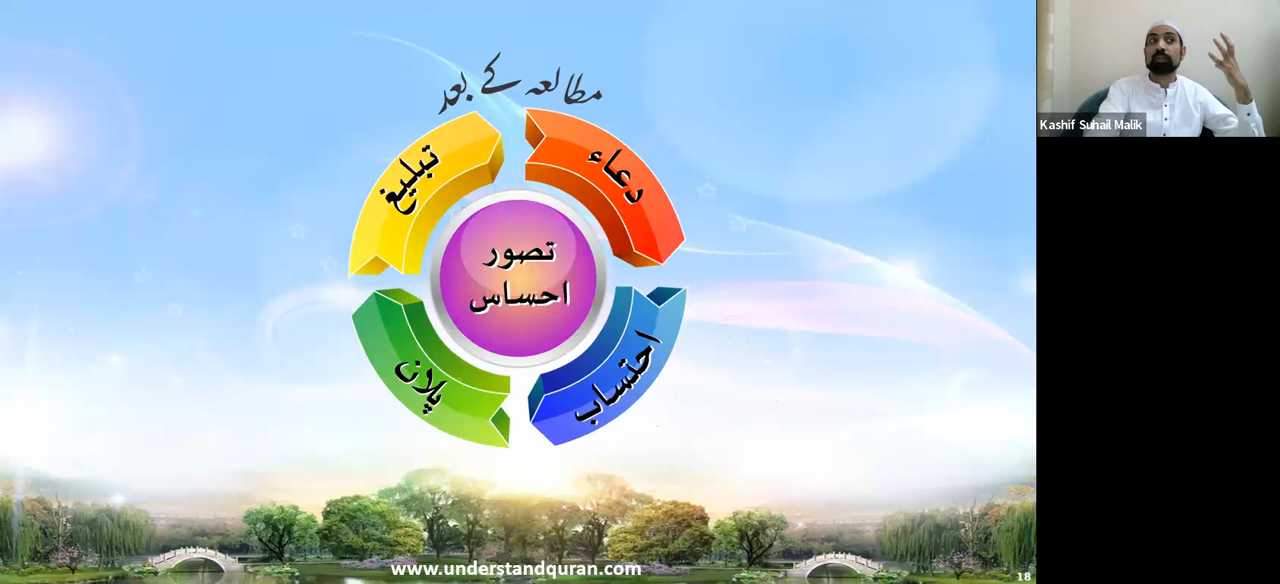 مطالعہ کے بعد
دعاء
احتساب
پلان
تبلیغ
تصور
احساس
www.understandquran.com
18
Kashif Suhail Malik